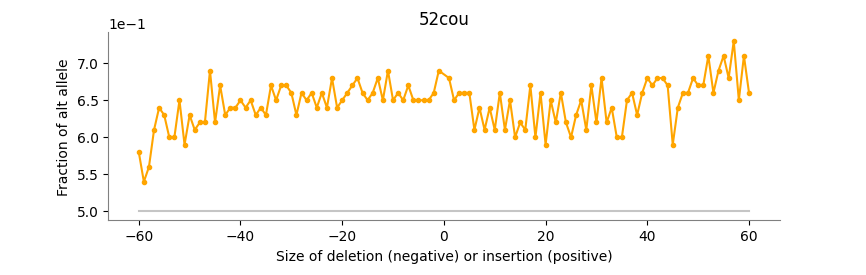 52cou
1e−1
Fraction of alt allele
7.0
6.5
6.0
5.5
5.0
−60 −40 −20 0 20 40 60
Size of deletion (negative) or insertion (positive)